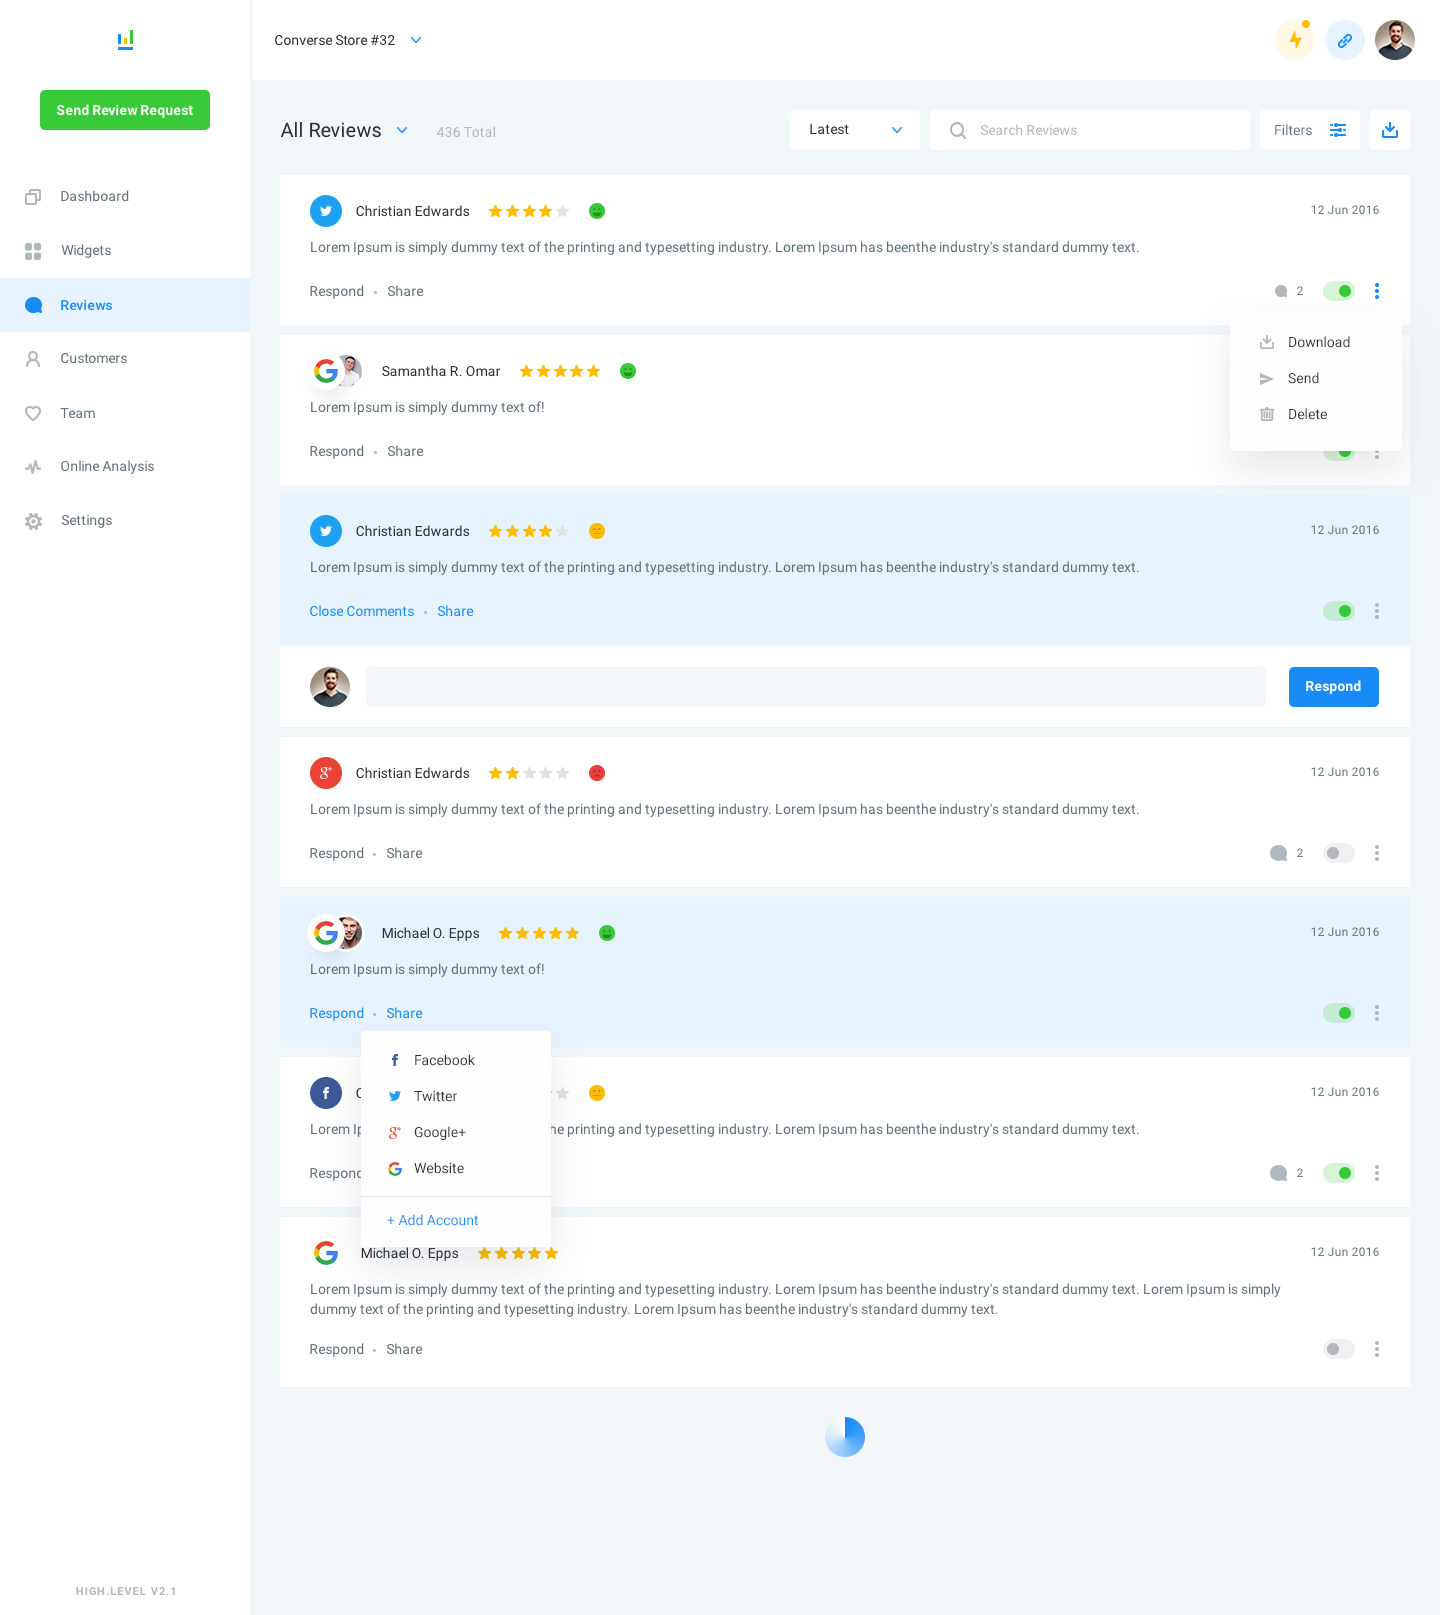 Converse Store #32
Send Review Request
Dashboard
Widgets
Reviews
Customers
Team
Online Analysis
Settings
HIGH.LEVEL V2.1
All Reviews
436 Total
Latest
Search Reviews
Filters
Christian Edwards
12 Jun 2016
Lorem Ipsum is simply dummy text of the printing and typesetting industry. Lorem Ipsum has beenthe industry's standard dummy text.
Respond • Share
2
Download
Send
Delete
Samantha R. Omar
Lorem Ipsum is simply dummy text of!
Respond • Share
Christian Edwards
12 Jun 2016
Lorem Ipsum is simply dummy text of the printing and typesetting industry. Lorem Ipsum has beenthe industry's standard dummy text.
Close Comments • Share
Respond
Christian Edwards
12 Jun 2016
Lorem Ipsum is simply dummy text of the printing and typesetting industry. Lorem Ipsum has beenthe industry's standard dummy text.
Respond • Share
2
Michael O. Epps
12 Jun 2016
Lorem Ipsum is simply dummy text of!
Respond • Share
Facebook
Twitter
Google+
Website
+ Add Account
12 Jun 2016
Lorem he printing and typesetting industry. Lorem Ipsum has beenthe industry's standard dummy text.
Respond
2
Michael O. Epps
12 Jun 2016
Lorem Ipsum is simply dummy text of the printing and typesetting industry. Lorem Ipsum has beenthe industry's standard dummy text. Lorem Ipsum is simply
dummy text of the printing and typesetting industry. Lorem Ipsum has beenthe industry's standard dummy text.
Respond • Share